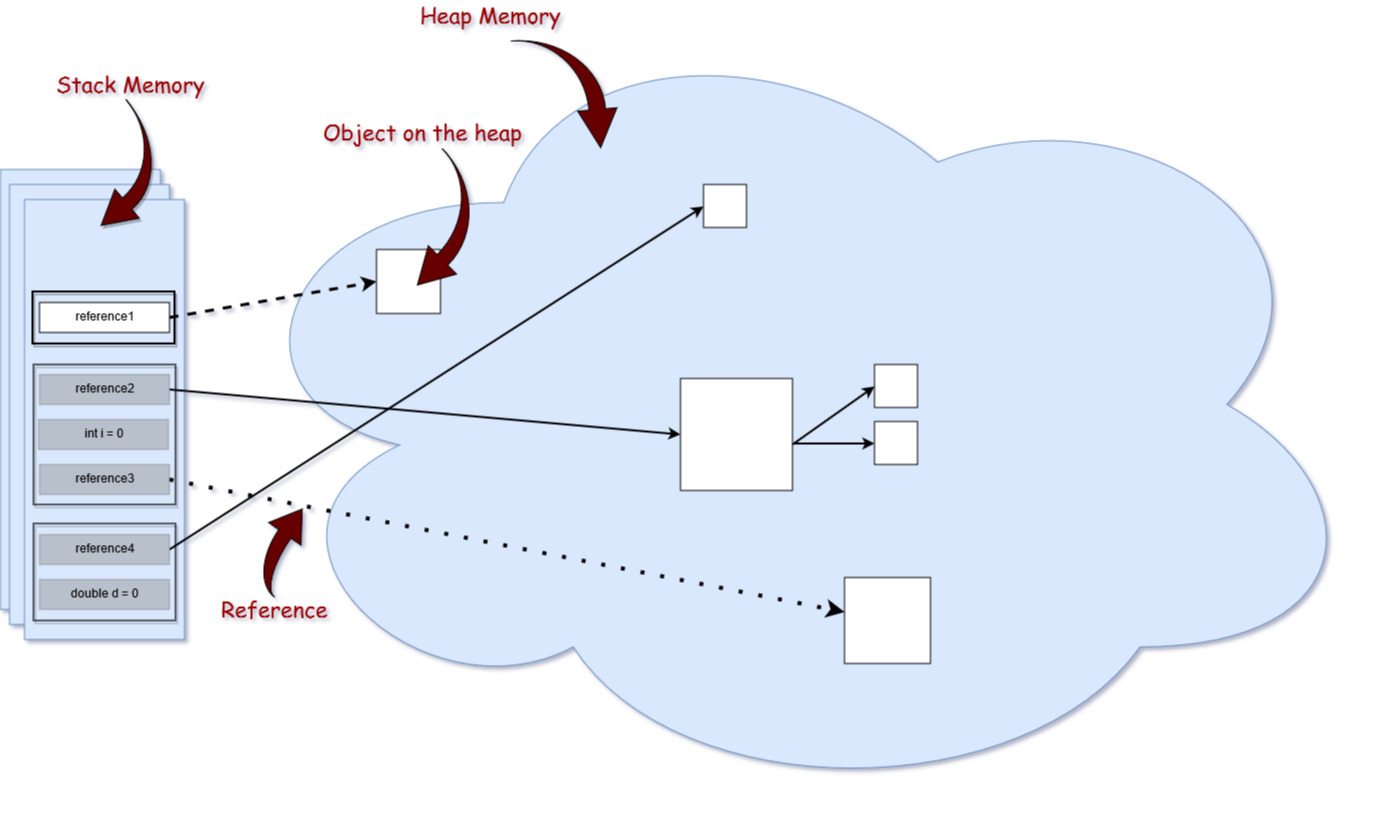 Heap Memory
Stack Memory
Object on the heap
reference1
reference2
int i = 0
reference3
reference4
double d = 0
Reference